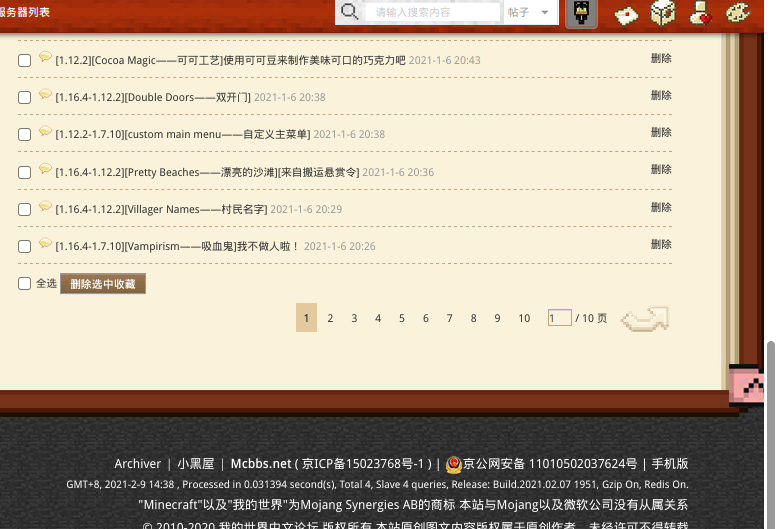 服务器列表 请输入搜索内容 帖子
[1.12.2][Cocoa Magic——可可工艺]使用可可豆来制作美味可口的巧克力吧 2021-1-6 20:43 删除
[1.16.4-1.12.2][Double Doors——双开门] 2021-1-6 20:38 删除
[1.12.2-1.7.10][custom main menu——自定义主菜单] 2021-1-6 20:38 删除
[1.16.4-1.12.2][Pretty Beaches——漂亮的沙滩][来自搬运悬赏令] 2021-1-6 20:36 删除
[1.16.4-1.12.2][Villager Names——村民名字] 2021-1-6 20:29 删除
[1.16.4-1.7.10][Vampirism——吸血鬼]我不做人啦！ 2021-1-6 20:26 删除
全选 删除选中收藏
1 2 3 4 5 6 7 8 9 10 1 / 10 页
Archiver | 小黑屋 | Mcbbs.net ( 京ICP备15023768号-1 ) | 京公网安备 11010502037624号 | 手机版
GMT+8, 2021-2-9 14:38 , Processed in 0.031394 second(s), Total 4, Slave 4 queries, Release: Build.2021.02.07 1951, Gzip On, Redis On.
"Minecraft"以及"我的世界"为Mojang Synergies AB的商标 本站与Mojang以及微软公司没有从属关系
© 2010-2020 我的世界中文论坛 版权所有 本站原创图文内容版权属于原创作者，未经许可不得转载